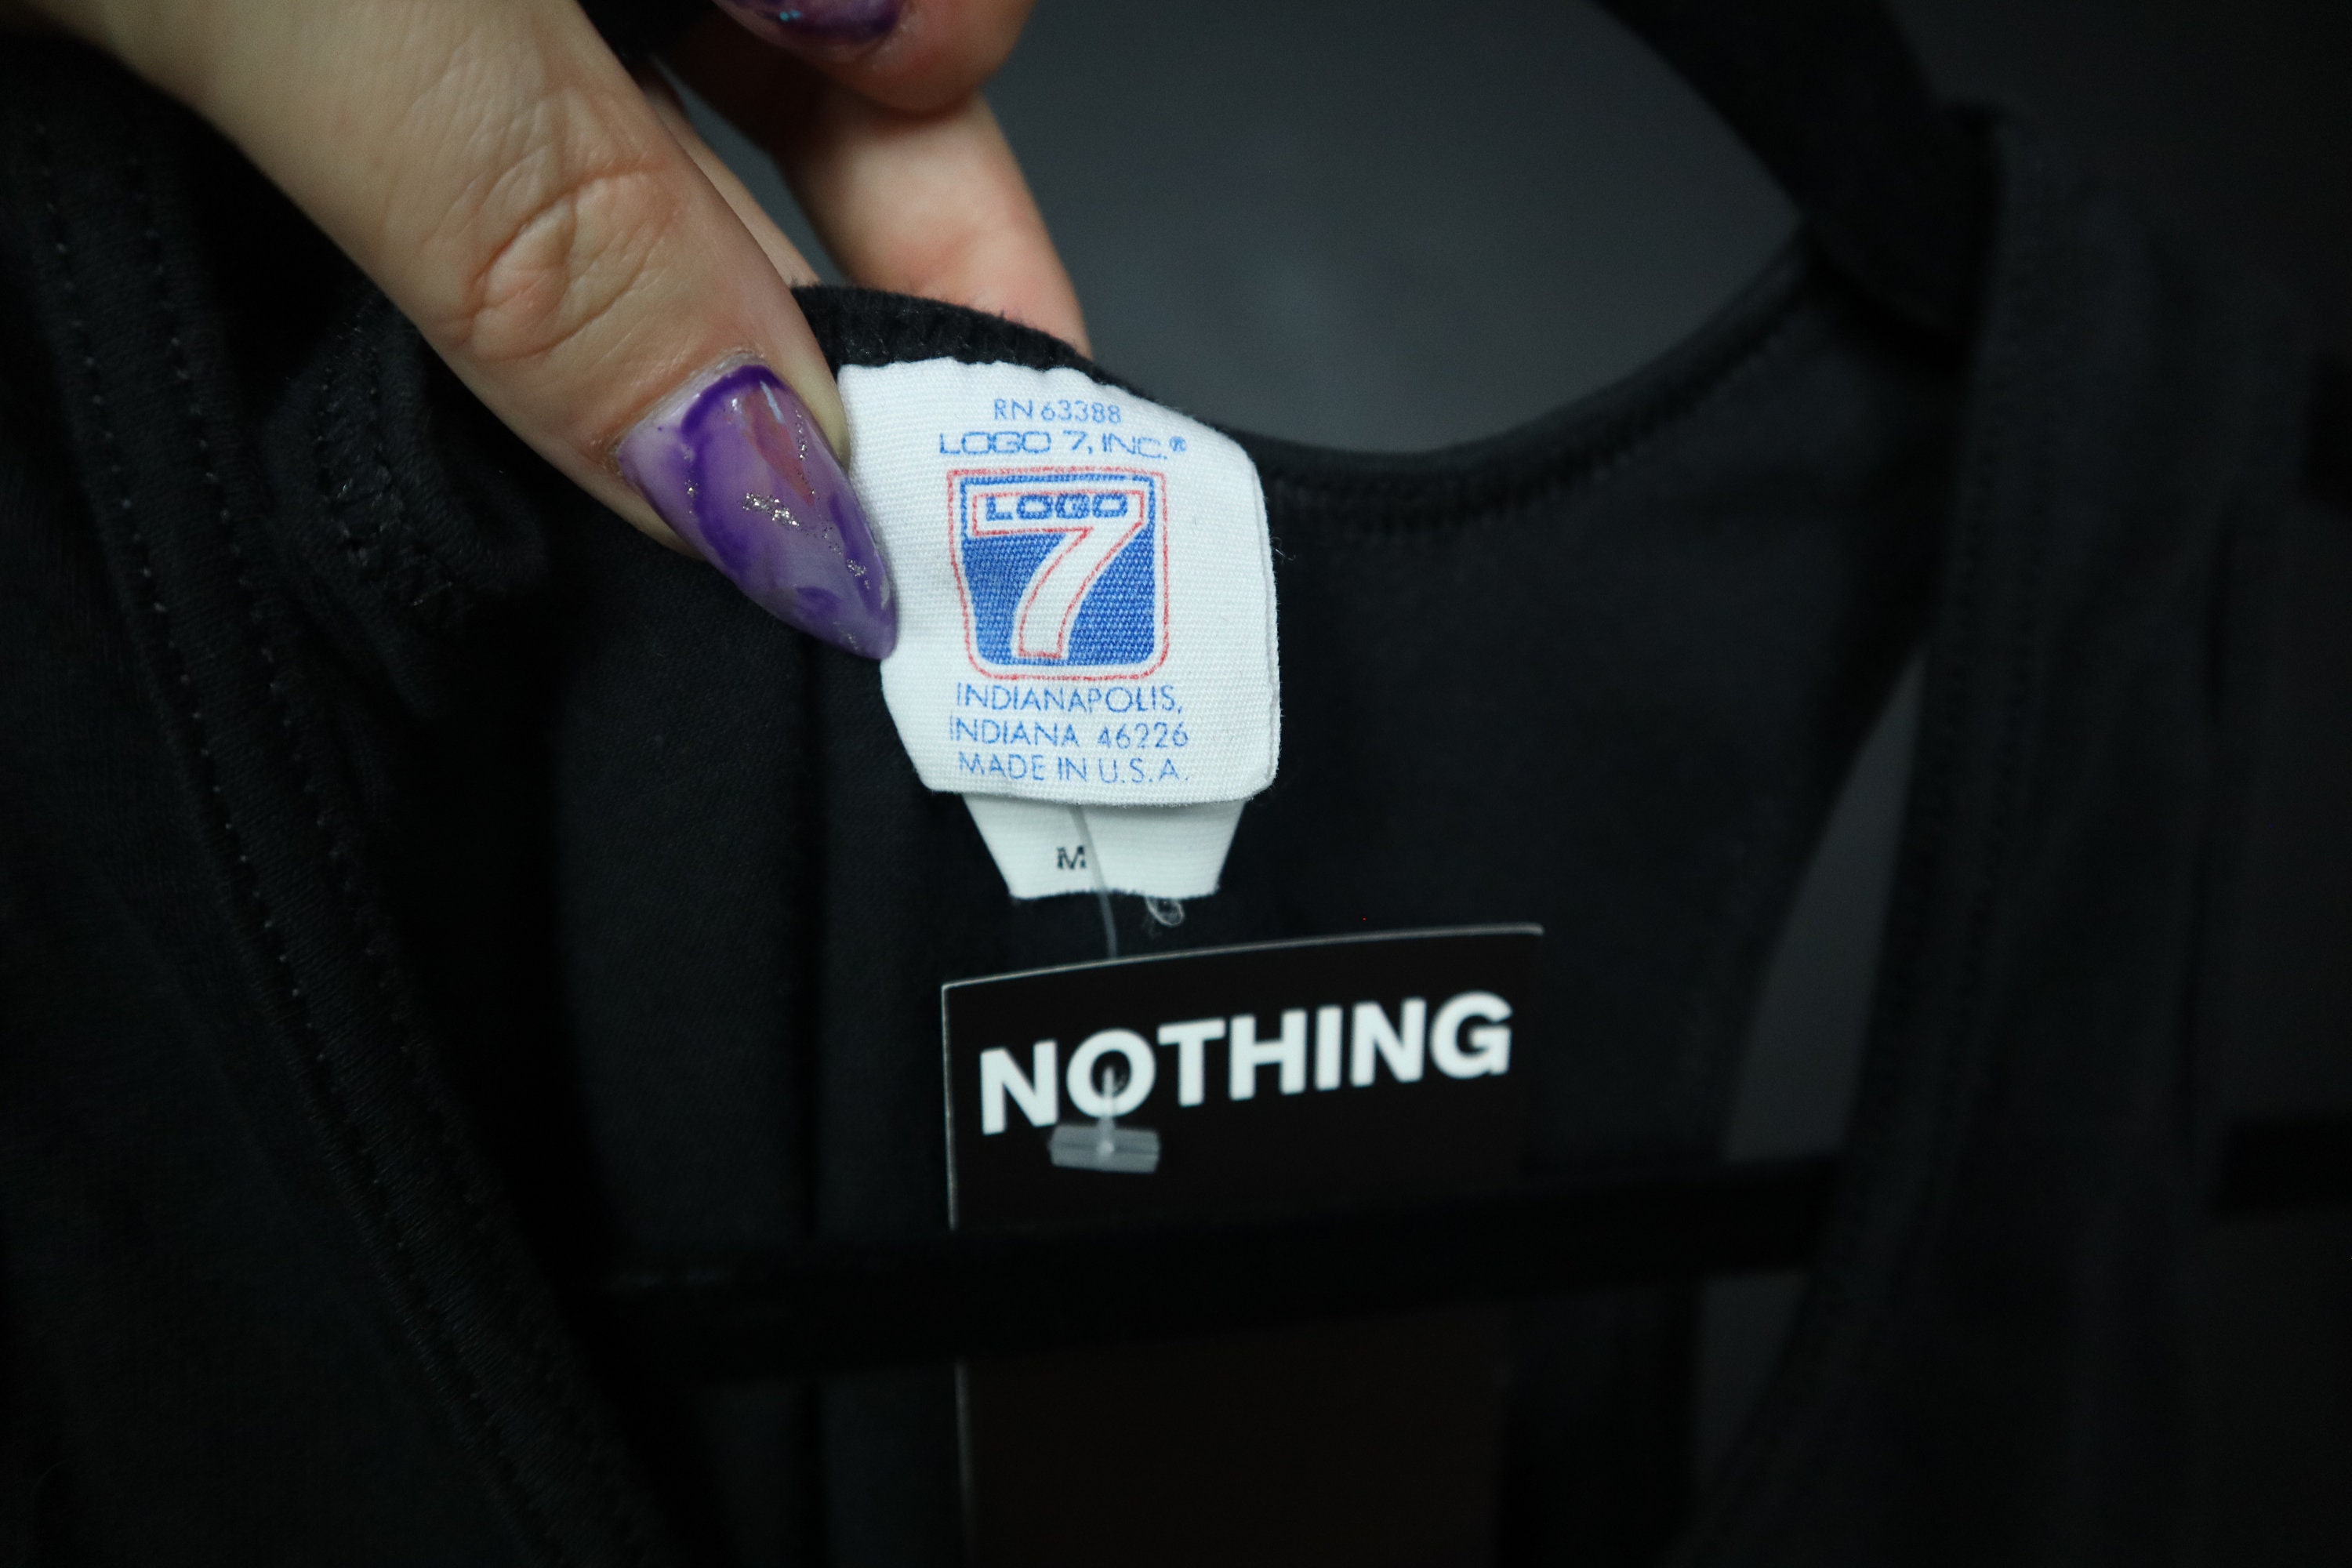 RN 63388
LOGO 7, INC.®
LOGO
7
INDIANAPOLIS,
INDIANA 46226
MADE IN U.S.A.
M
NOTHING